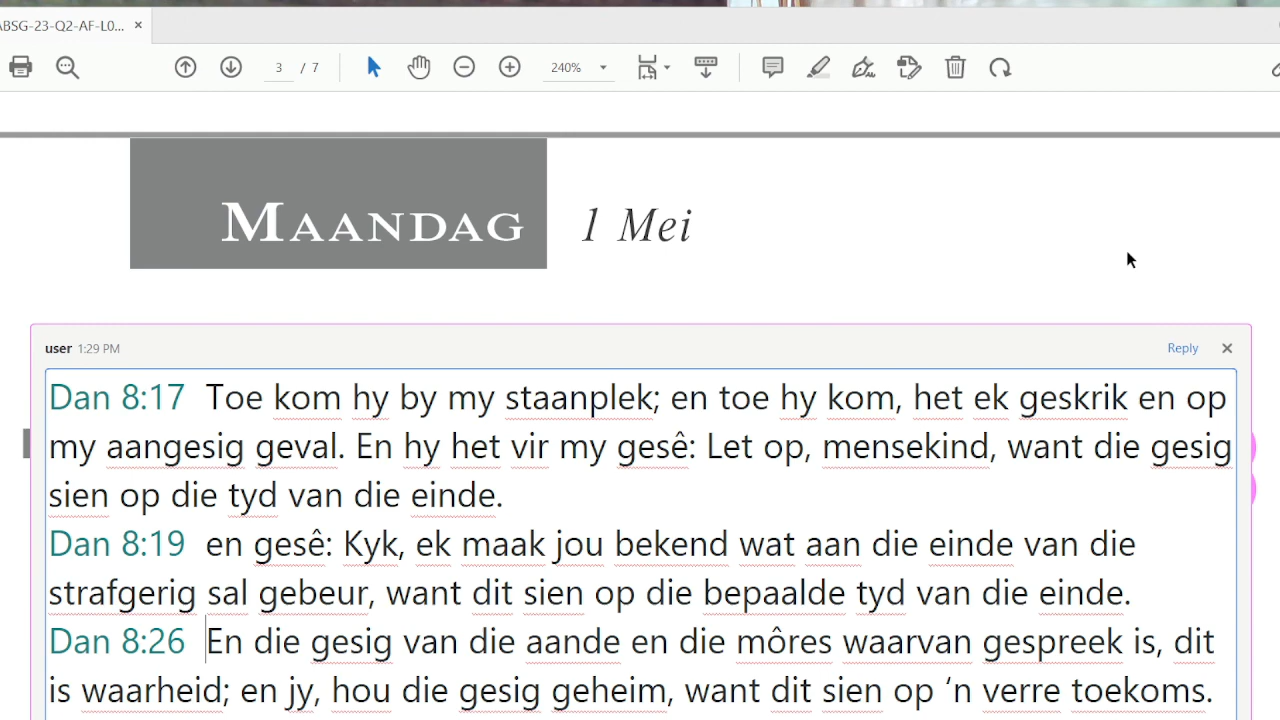 ABSG-23-Q2-AF-L0... ×
3 / 7 240%
MAANDAG 1 Mei
user 1:29 PM Reply ×
Dan 8:17 Toe kom hy by my staanplek; en toe hy kom, het ek geskrik en op
my aangesig geval. En hy het vir my gesê: Let op, mensekind, want die gesig
sien op die tyd van die einde.
Dan 8:19 en gesê: Kyk, ek maak jou bekend wat aan die einde van die
strafgerig sal gebeur, want dit sien op die bepaalde tyd van die einde.
Dan 8:26 En die gesig van die aande en die môres waarvan gespreek is, dit
is waarheid; en jy, hou die gesig geheim, want dit sien op ‘n verre toekoms.